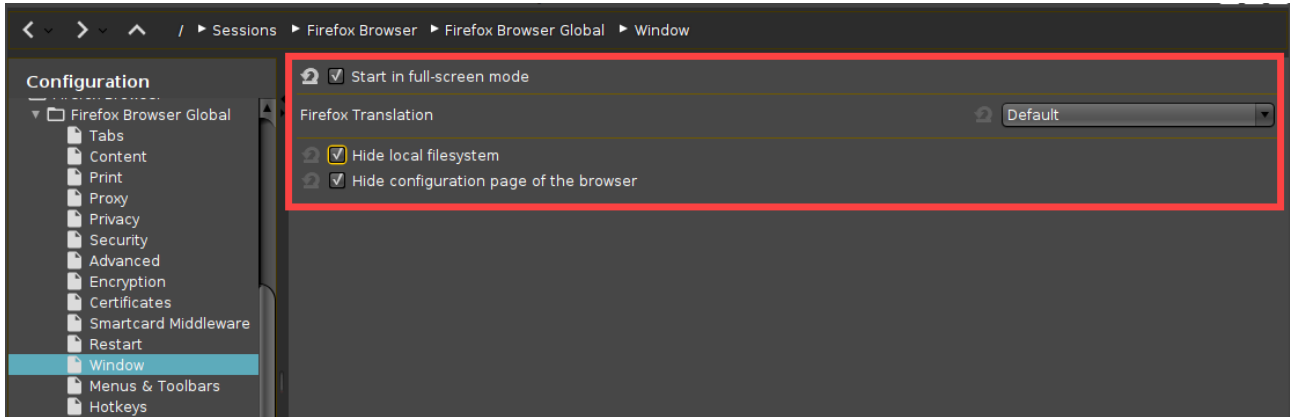 / ▸ Sessions ▸ Firefox Browser ▸ Firefox Browser Global ▸ Window
Configuration
Firefox Browser
Firefox Browser Global
Tabs
Content
Print
Proxy
Privacy
Security
Advanced
Encryption
Certificates
Smartcard Middleware
Restart
Window
Menus & Toolbars
Hotkeys
Start in full-screen mode
Firefox Translation Default
Hide local filesystem
Hide configuration page of the browser